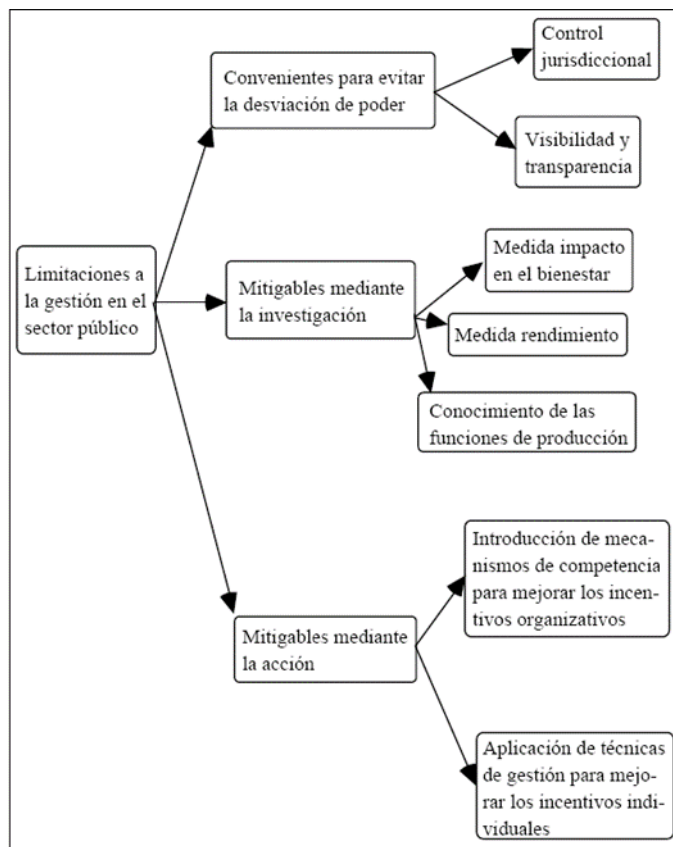 Limitaciones a
la gestión en el
sector público
Convenientes para evitar
la desviación de poder
Control
jurisdiccional
Visibilidad y
transparencia
Mitigables mediante
la investigación
Medida impacto
en el bienestar
Medida rendimiento
Conocimiento de las
funciones de producción
Mitigables mediante
la acción
Introducción de meca-
nismos de competencia
para mejorar los incen-
tivos organizativos
Aplicación de técnicas
de gestión para mejo-
rar los incentivos indi-
viduales